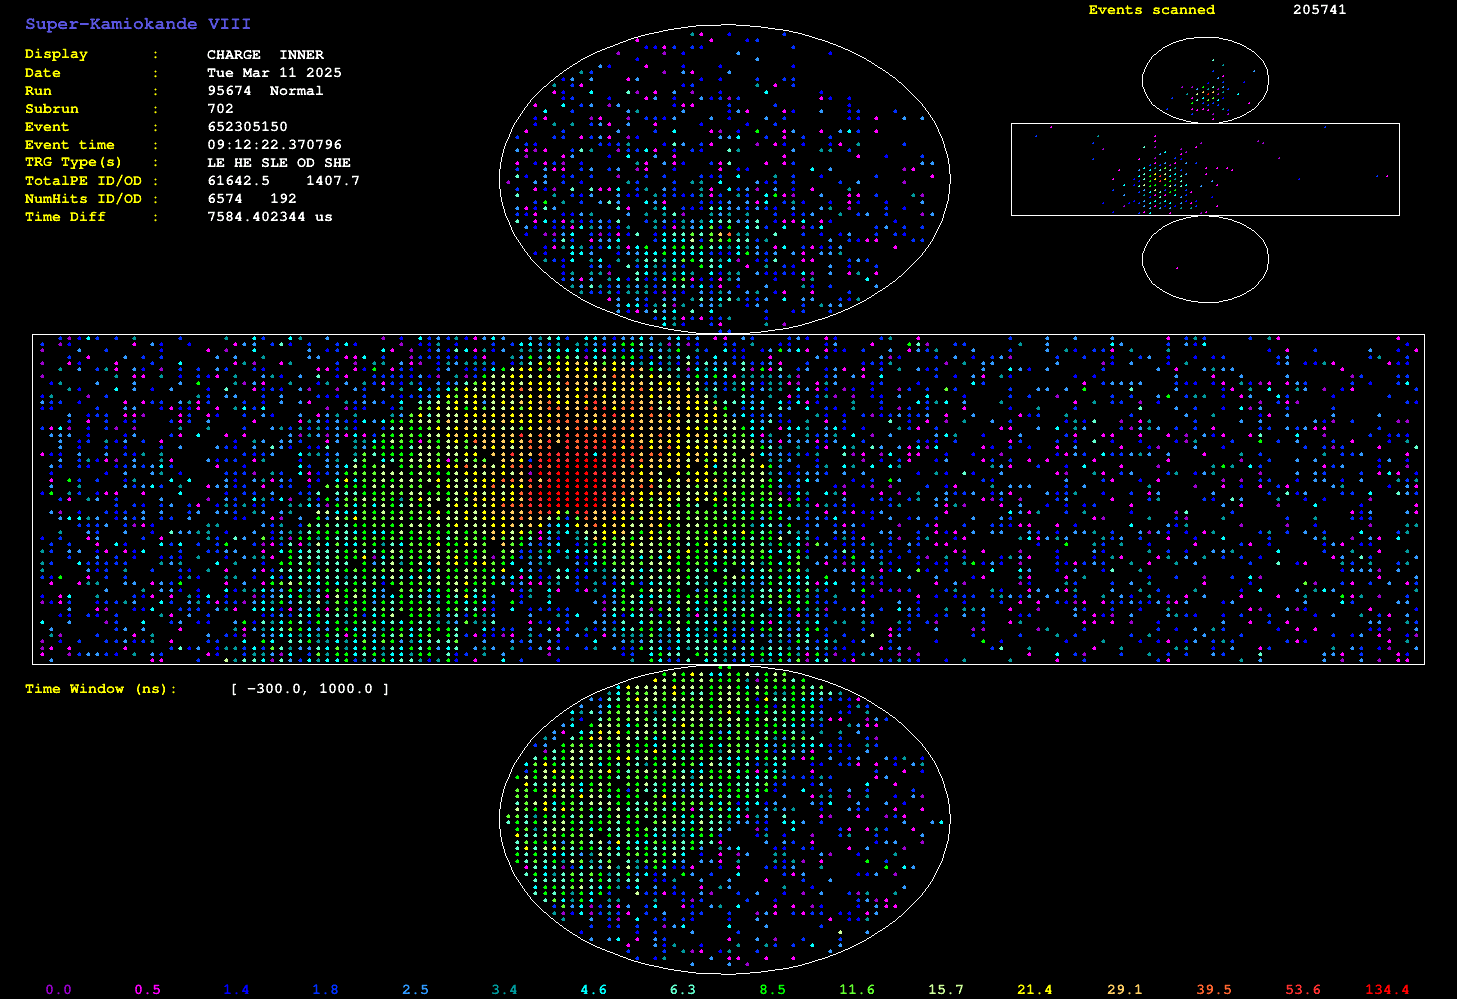 Super-Kamiokande VIII
Events scanned 205741
Display : CHARGE INNER
Date : Tue Mar 11 2025
Run : 95674 Normal
Subrun : 702
Event : 652305150
Event time : 09:12:22.370796
TRG Type(s) : LE HE SLE OD SHE
TotalPE ID/OD : 61642.5 1407.7
NumHits ID/OD : 6574 192
Time Diff : 7584.402344 us
Time Window (ns): [ -300.0, 1000.0 ]
0.0 0.5 1.4 1.8 2.5 3.4 4.6 6.3 8.5 11.6 15.7 21.4 29.1 39.5 53.6 134.4